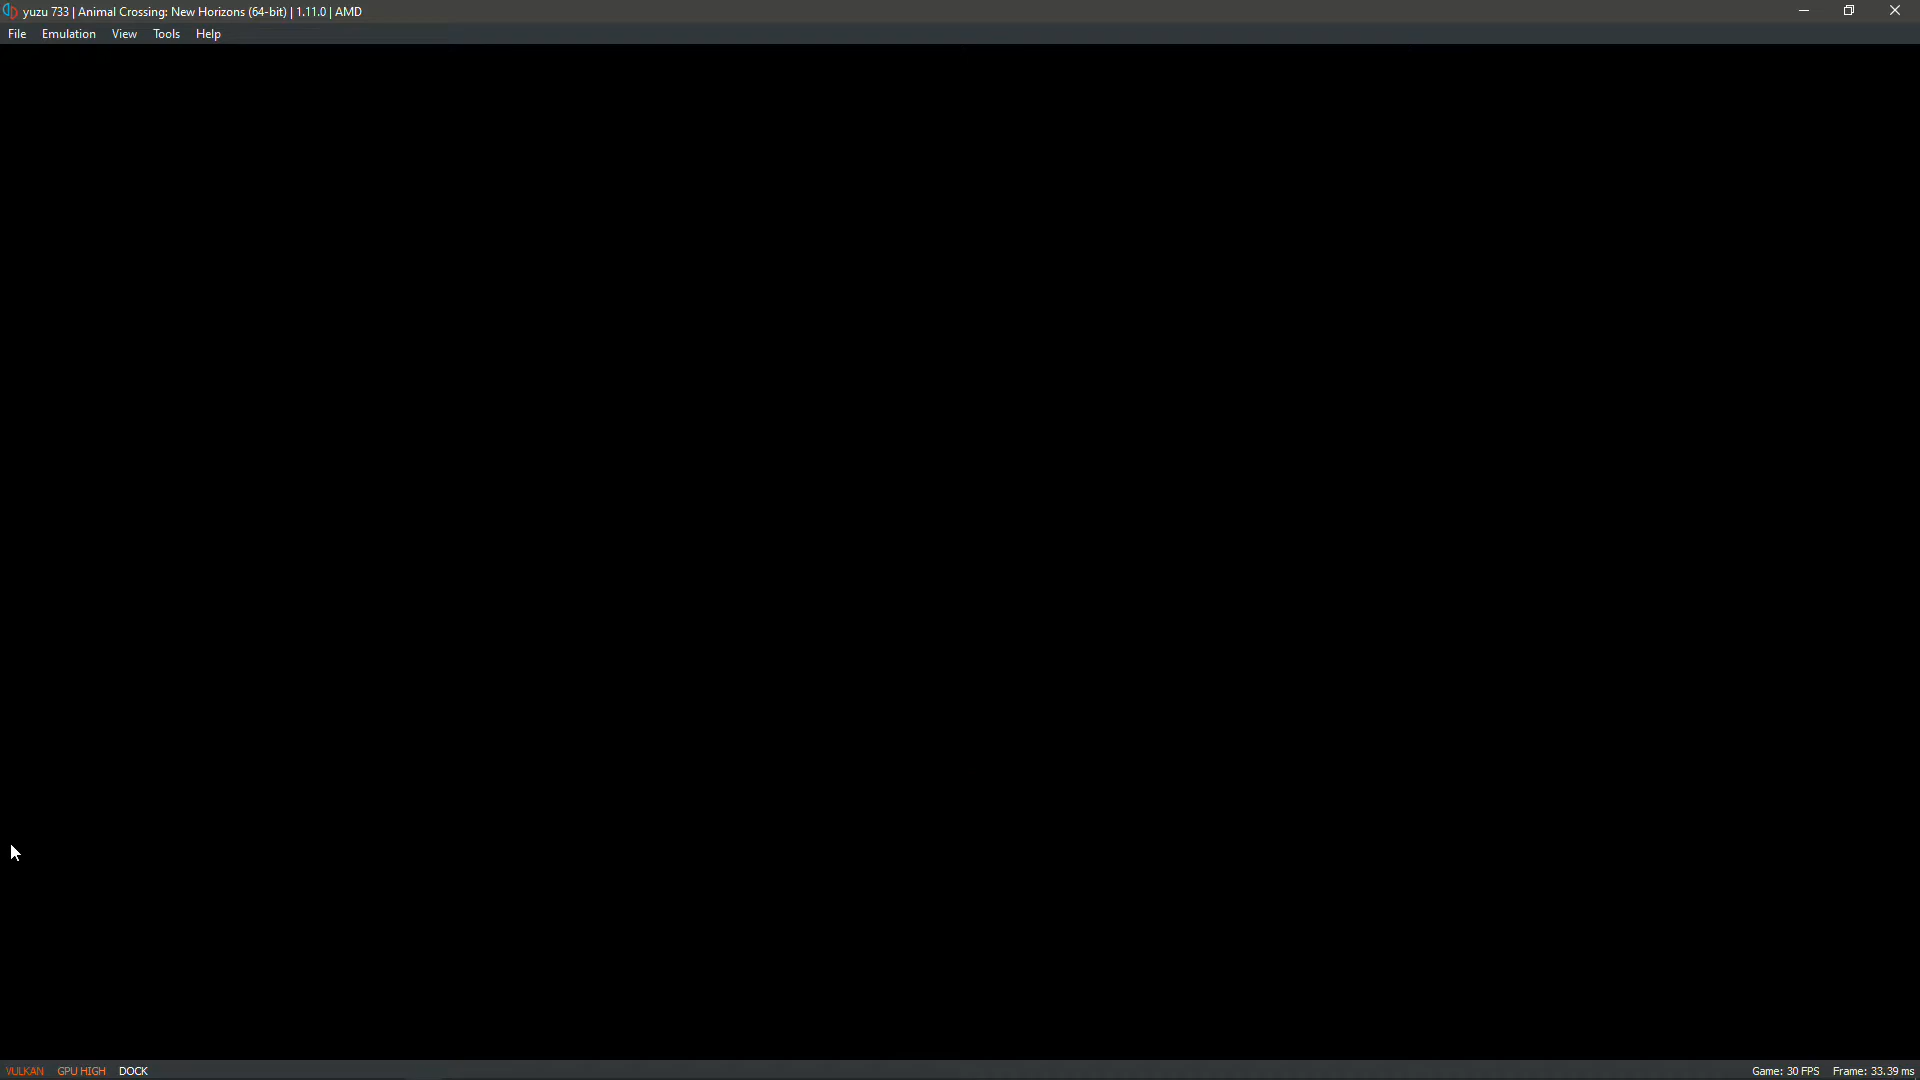 yuzu 733 | Animal Crossing: New Horizons (64-bit) | 1.11.0 | AMD
File Emulation View Tools Help
VULKAN GPU HIGH DOCK Game: 30 FPS Frame: 33.39 ms